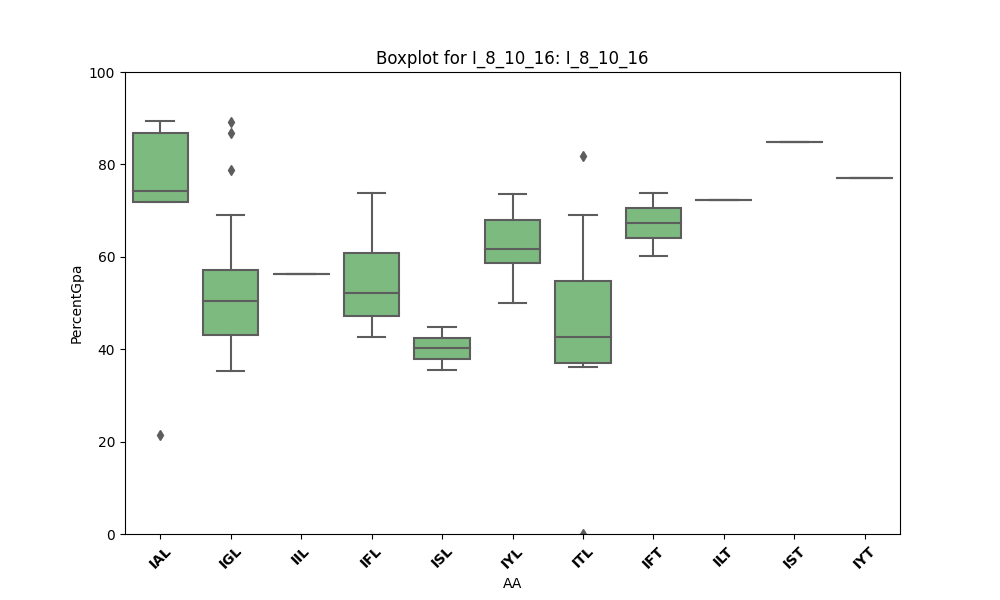 Boxplot for I_8_10_16: I_8_10_16
100
80
60
40
20
0
PercentGpa
IAL IGL IIL IFL ISL IYL ITL IFT ILT IST IYT
AA